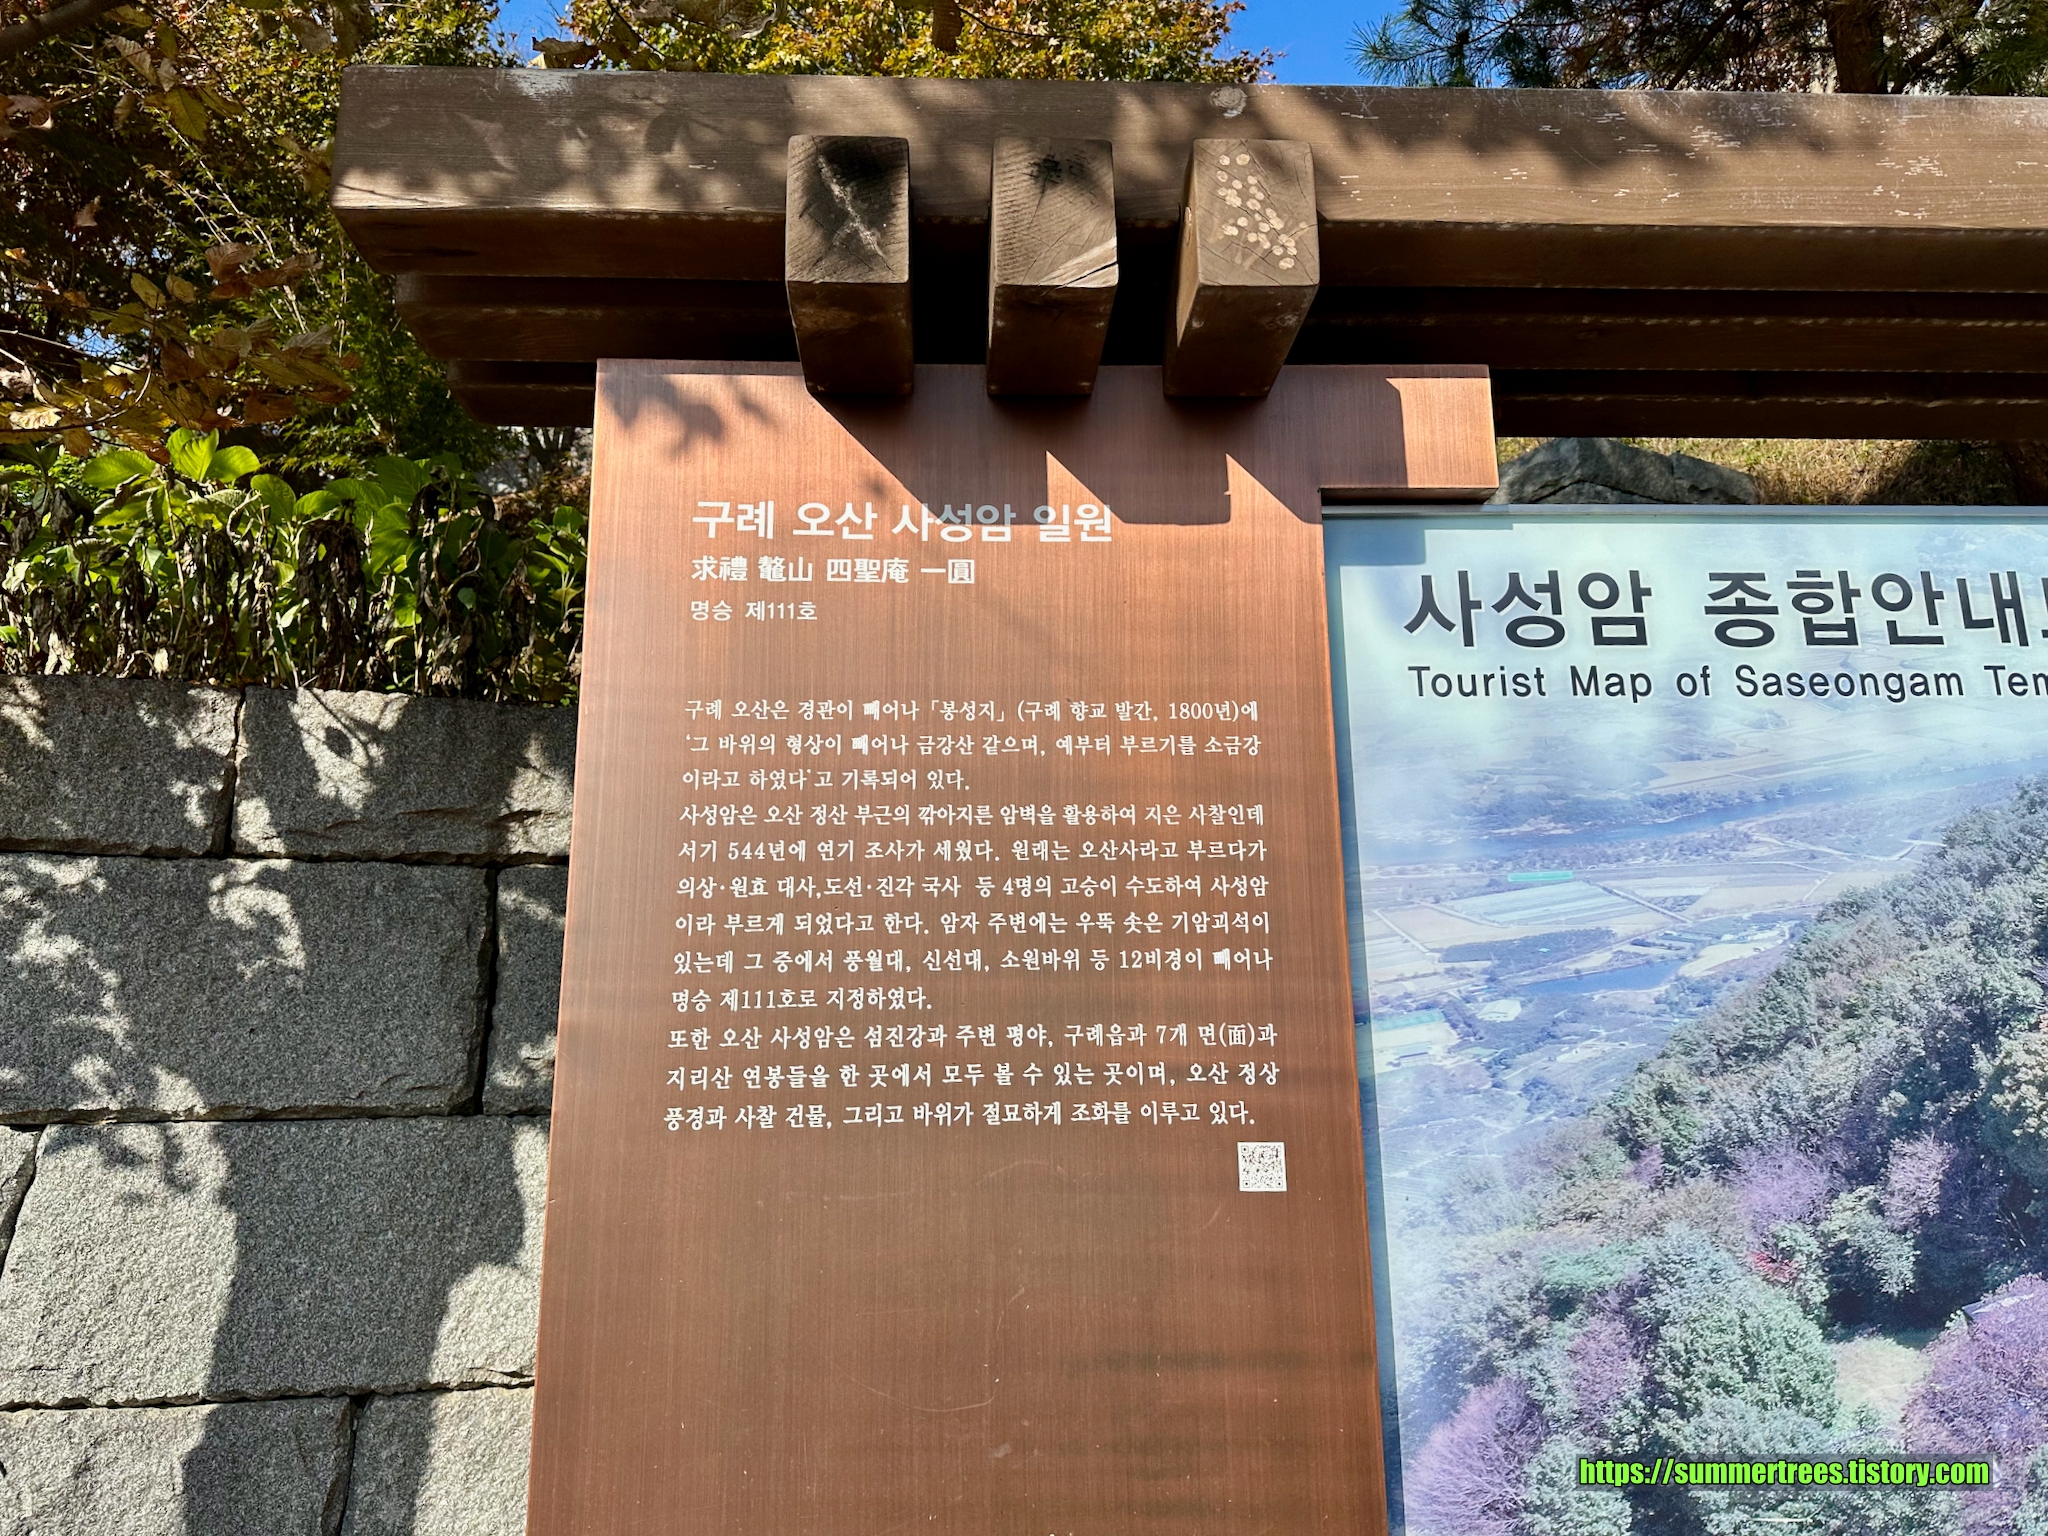 구례 오산 사성암 일원
求禮 鼇山 四聖庵 一圓
명승 제111호
구례 오산은 경관이 빼어나 「봉성지」(구례 향교 발간, 1800년)에
‘그 바위의 형상이 빼어나 금강산 같으며, 예부터 부르기를 소금강
이라고 하였다’고 기록되어 있다.
사성암은 오산 정산 부근의 깎아지른 암벽을 활용하여 지은 사찰인데
서기 544년에 연기 조사가 세웠다. 원래는 오산사라고 부르다가
의상·원효 대사,도선·진각 국사 등 4명의 고승이 수도하여 사성암
이라 부르게 되었다고 한다. 암자 주변에는 우뚝 솟은 기암괴석이
있는데 그 중에서 풍월대, 신선대, 소원바위 등 12비경이 빼어나
명승 제111호로 지정하였다.
또한 오산 사성암은 섬진강과 주변 평야, 구례읍과 7개 면(面)과
지리산 연봉들을 한 곳에서 모두 볼 수 있는 곳이며, 오산 정상
풍경과 사찰 건물, 그리고 바위가 절묘하게 조화를 이루고 있다.
사성암 종합안내
Tourist Map of Saseongam Tem
https://summertrees.tistory.com